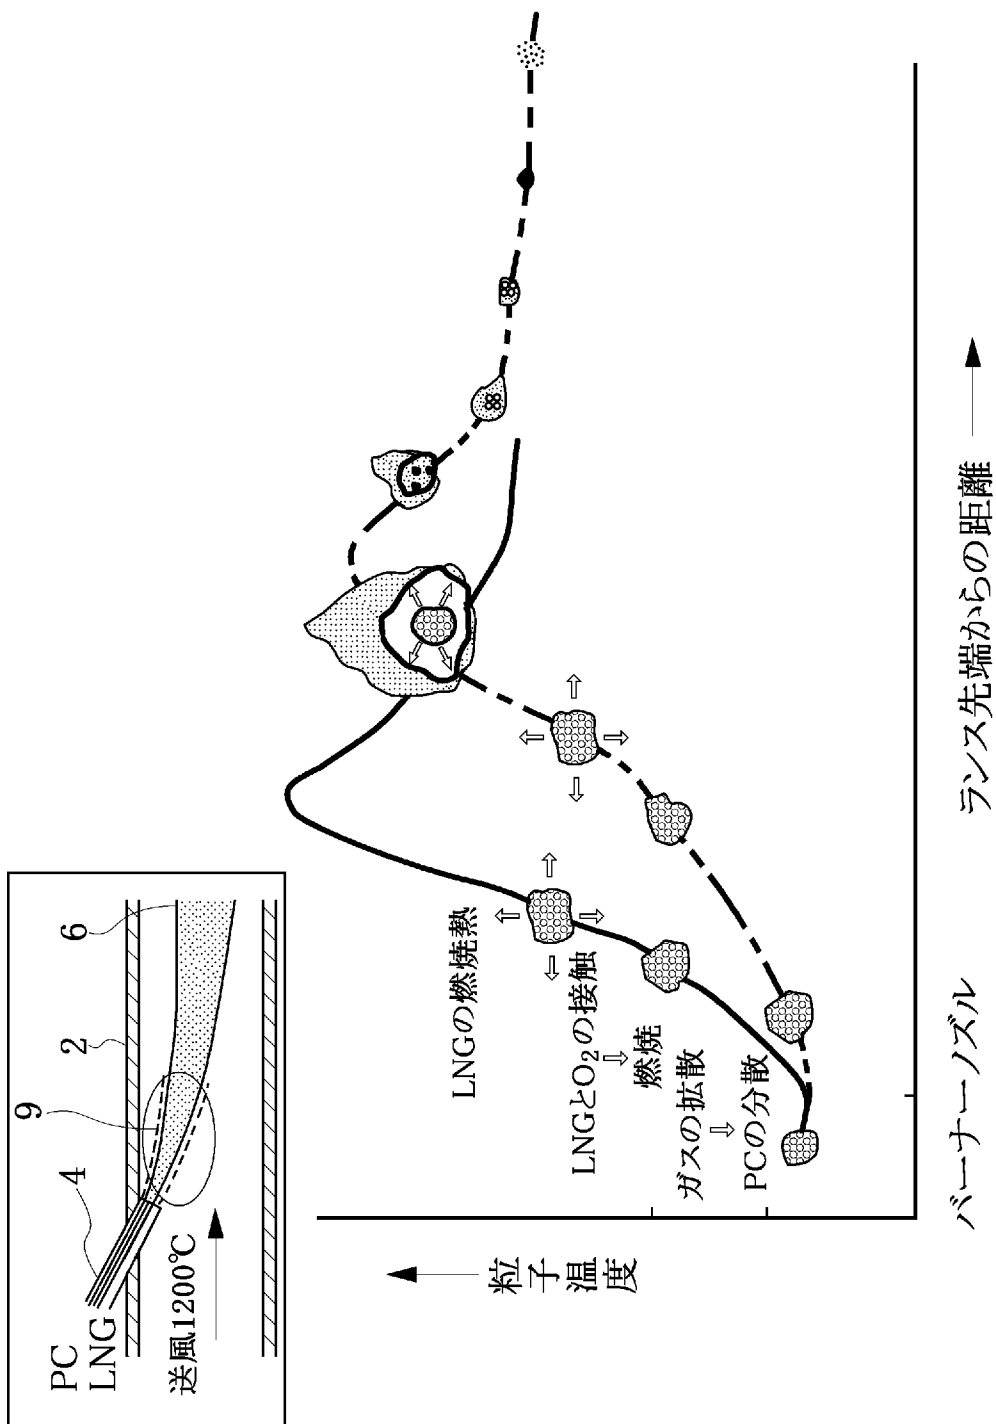 PC
LNG
送風1200℃
4
9
2
6
粒子温度
LNGの燃焼熱
LNGとO₂の接触
⇨
燃焼
ガスの拡散
⇨
PCの分散
バーナーノズル
ランス先端からの距離